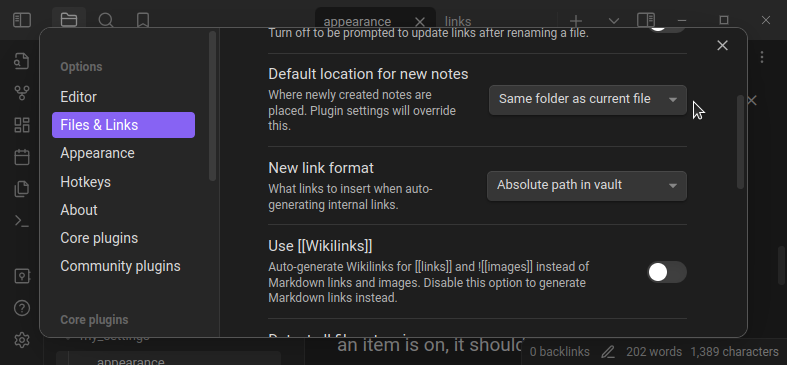 appearance
links
Turn off to be prompted to update links after renaming a file.
Options
Editor
Files & Links
Appearance
Hotkeys
About
Core plugins
Community plugins
Core plugins
Default location for new notes
Where newly created notes are
placed. Plugin settings will override
this.
Same folder as current file
New link format
What links to insert when auto-
generating internal links.
Absolute path in vault
Use [[Wikilinks]]
Auto-generate Wikilinks for [[links]] and ![[images]] instead of
Markdown links and images. Disable this option to generate
Markdown links instead.
my_settings
appearance
an item is on, it should
0 backlinks
202 words
1,389 characters